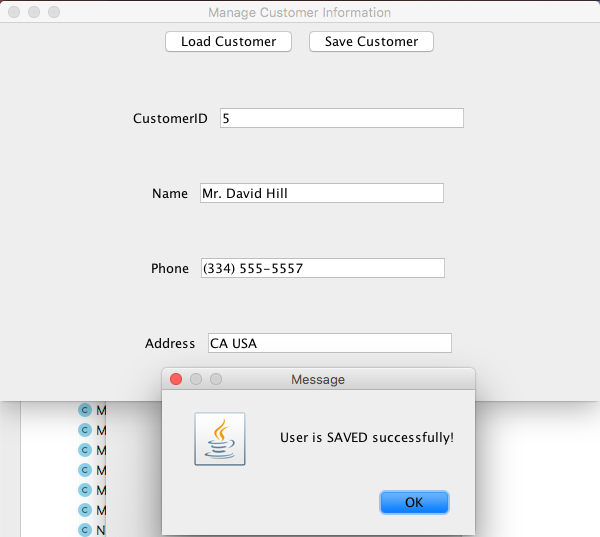 Manage Customer Information
Load Customer Save Customer
CustomerID 5
Name Mr. David Hill
Phone (334) 555-5557
Address CA USA
Message
User is SAVED successfully!
OK
C M
C M
C M
C M
C M
C M
C N